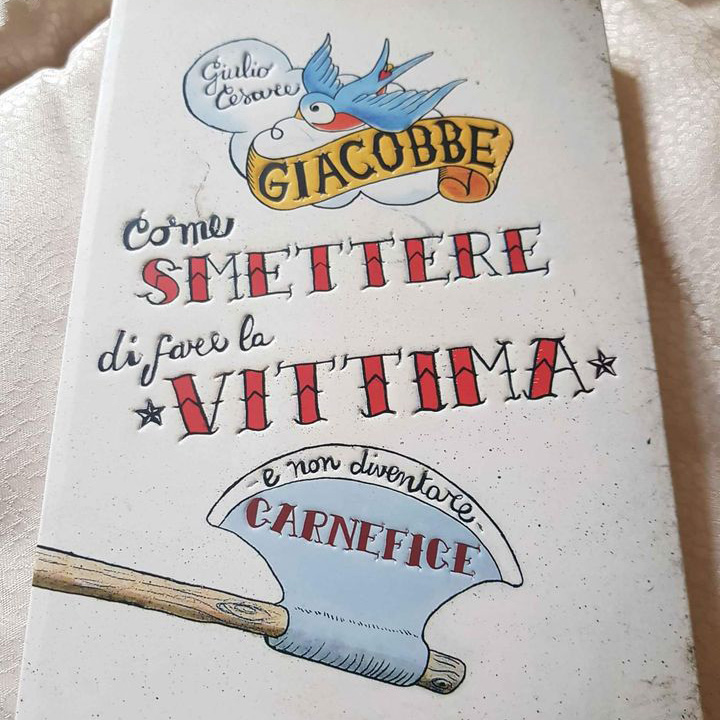 Giulio
Cesare
GIACOBBE
Come
SMETTERE
di fare la
VITTIMA
e non diventare
CARNEFICE